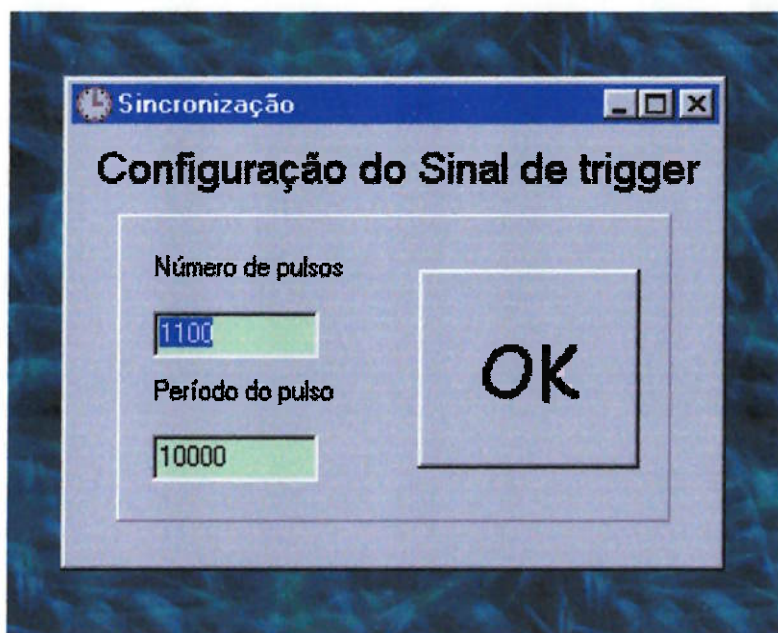 Sincronização
Configuração do Sinal de trigger
Número de pulsos
1100
Período do pulso
10000
OK